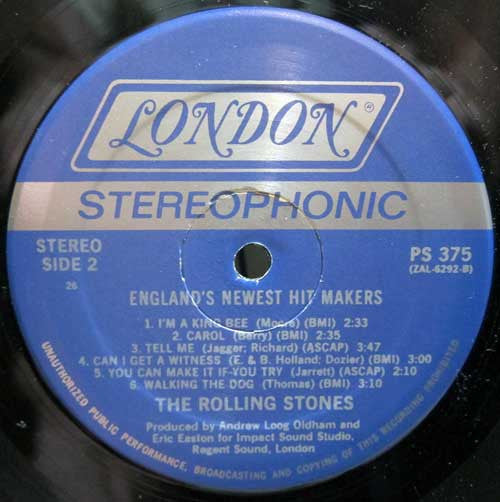 LONDON ®
STEREOPHONIC
STEREO
SIDE 2
PS 375
(ZAL-6292-B)
26
ENGLAND'S NEWEST HIT MAKERS
1. I'M A KING BEE (Moore) (BMI) 2:33
2. CAROL (Berry) (BMI) 2:35
3. TELL ME (Jagger; Richard) (ASCAP) 3:47
4. CAN I GET A WITNESS (E. & B. Holland; Dozier) (BMI) 3:00
5. YOU CAN MAKE IT IF YOU TRY (Jarrett) (ASCAP) 2:10
6. WALKING THE DOG (Thomas) (BMI) 3:10
THE ROLLING STONES
Produced by Andrew Loog Oldham and
Eric Easton for Impact Sound Studio,
Regent Sound, London
UNAUTHORIZED PUBLIC PERFORMANCE, BROADCASTING AND COPYING OF THIS RECORDING PROHIBITED